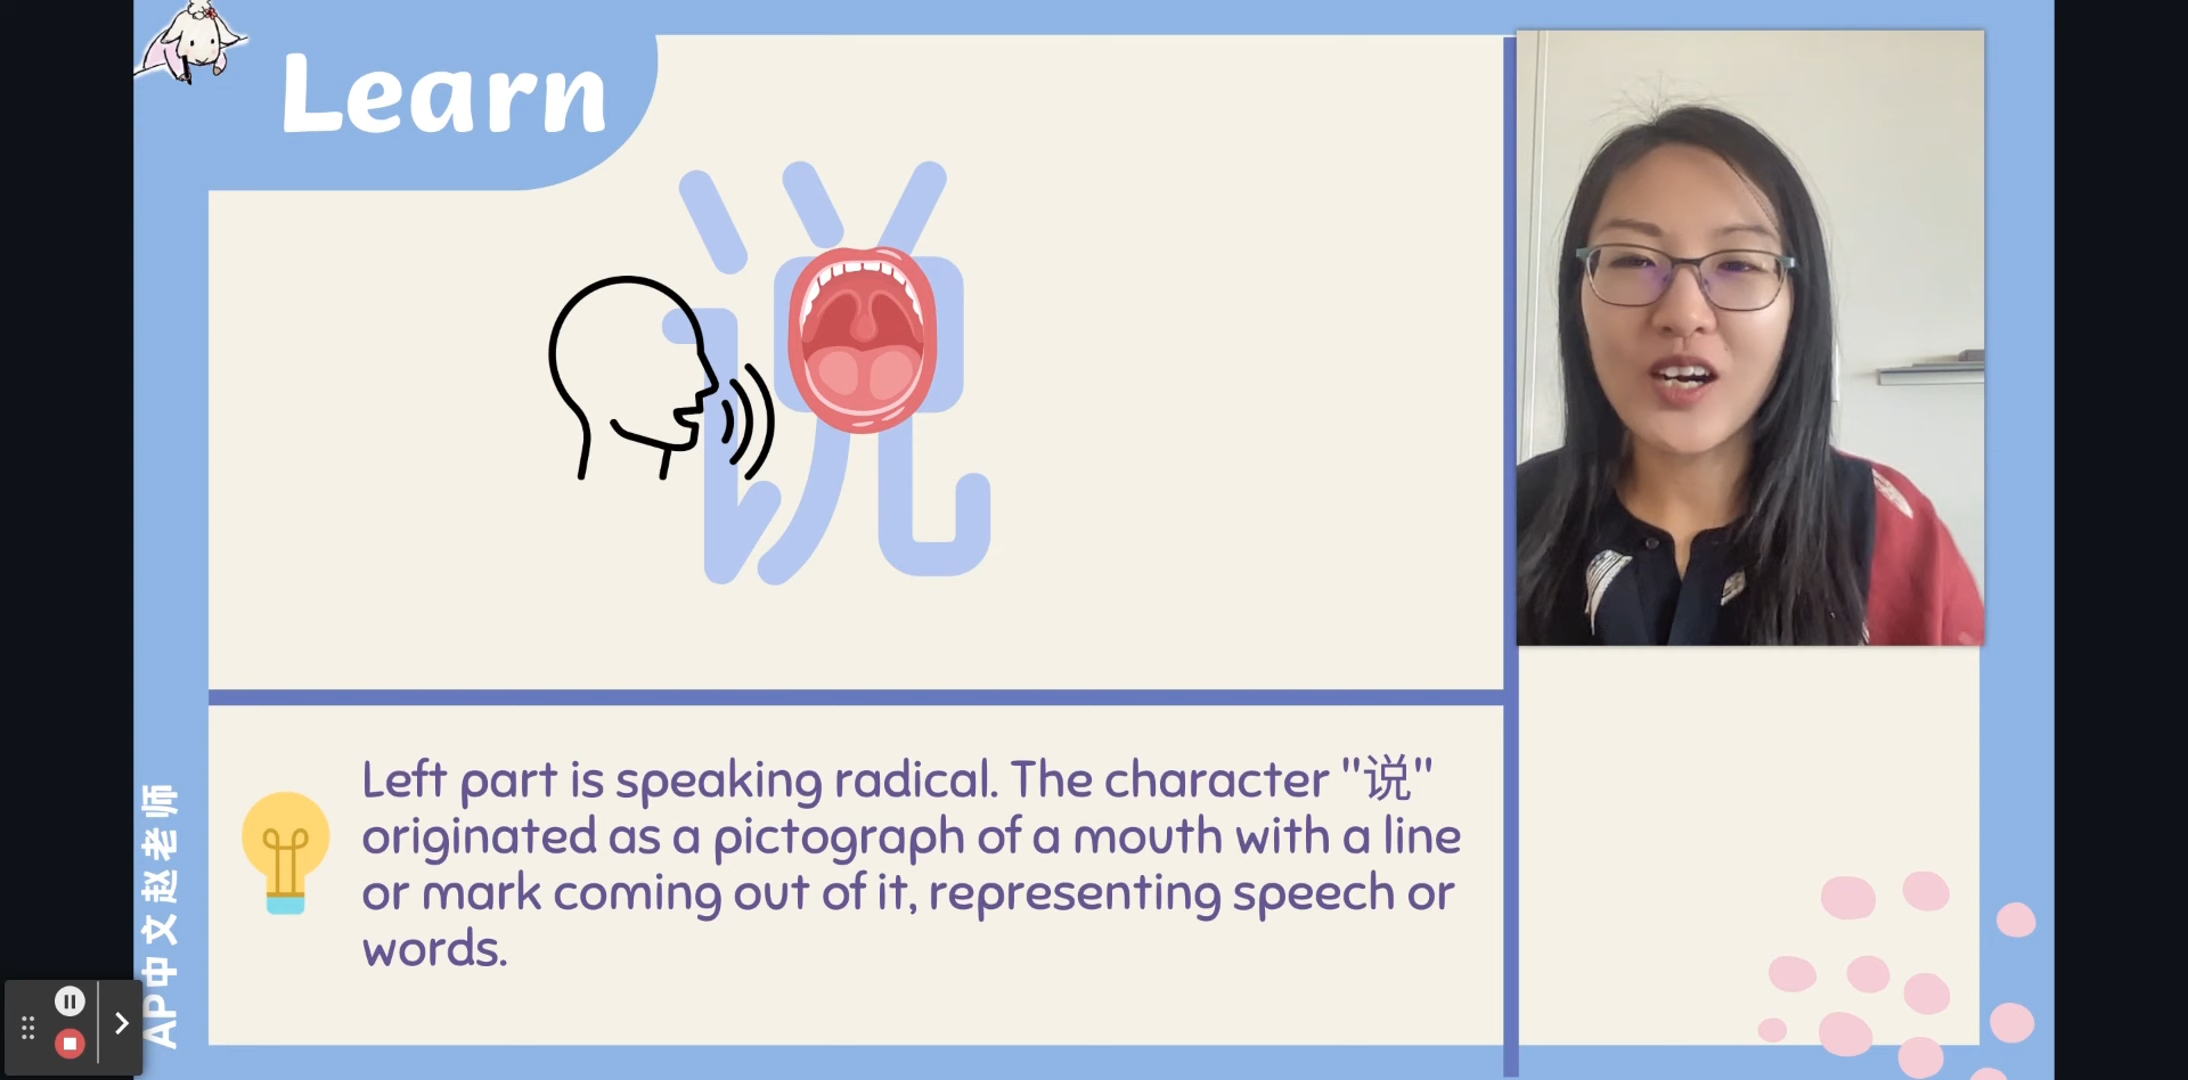 Learn
说
Left part is speaking radical. The character "说"
originated as a pictograph of a mouth with a line
or mark coming out of it, representing speech or
words.
AP中文赵老师